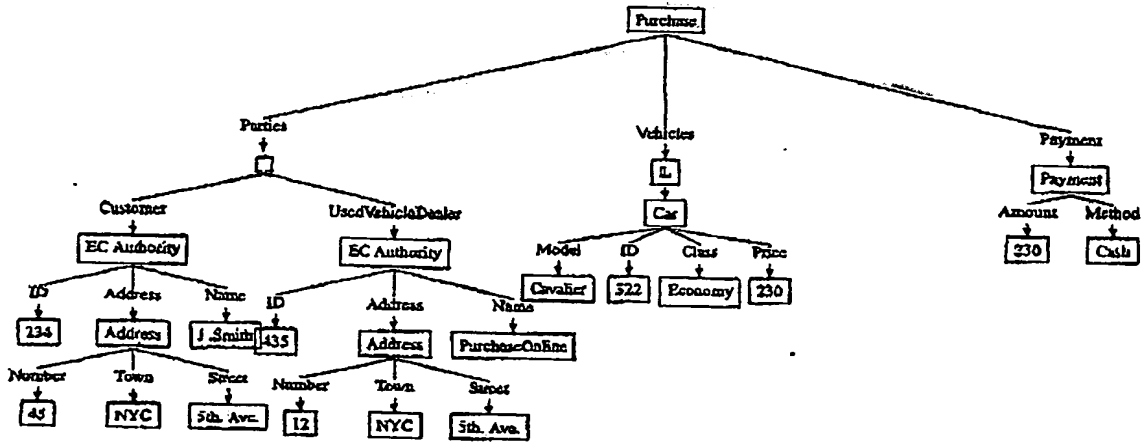 Purchase
Parties
Vehicles
Payment
IL
Payment
Customer
UsedVehicleDealer
Car
Amount
Method
EC Authority
EC Authority
Model
ID
Class
Price
230
Cash
Cavalier
522
Economy
230
ID
Address
Name
ID
Address
Name
234
Address
J .Smith
435
Address
PurchaseOnline
Number
Town
Street
Number
Town
Street
45
NYC
5th. Ave.
12
NYC
5th. Ave.